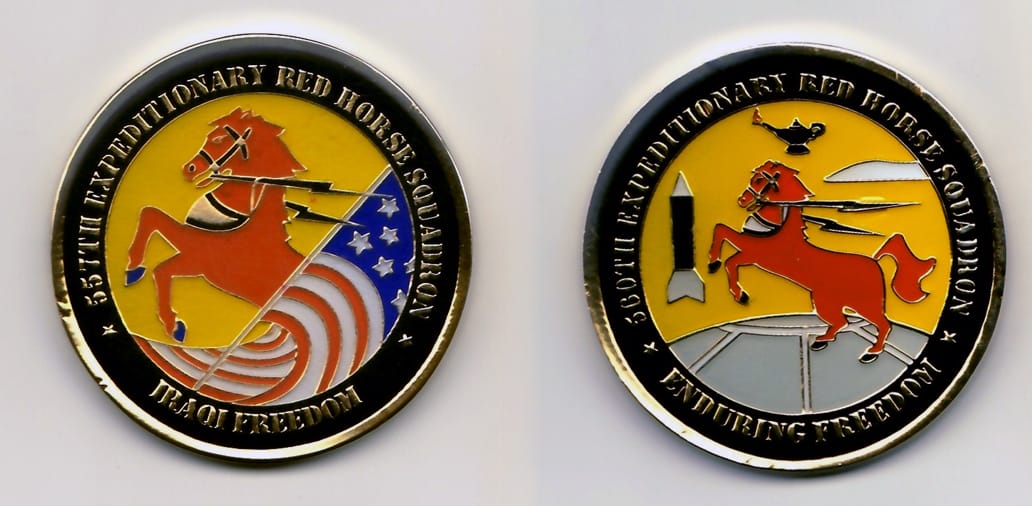 557TH EXPEDITIONARY RED HORSE SQUADRON
IRAQI FREEDOM
560TH EXPEDITIONARY RED HORSE SQUADRON
ENDURING FREEDOM